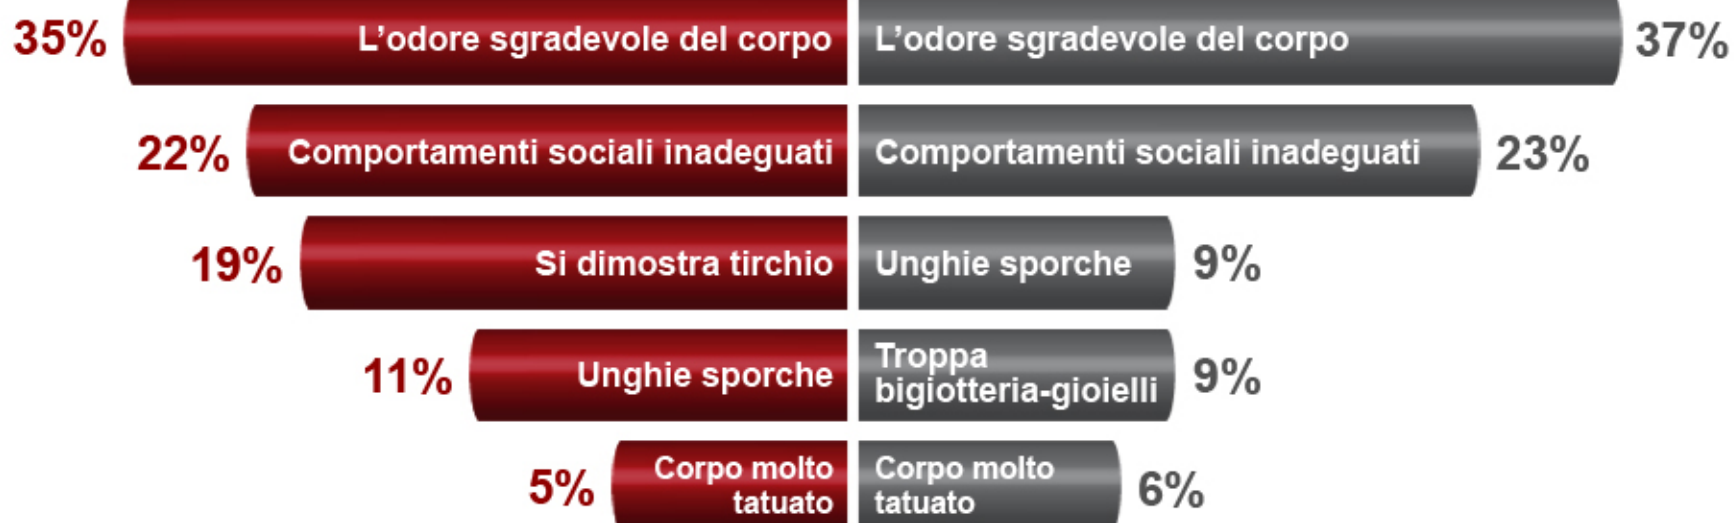 35% L’odore sgradevole del corpo L’odore sgradevole del corpo 37%
22% Comportamenti sociali inadeguati Comportamenti sociali inadeguati 23%
19% Si dimostra tirchio Unghie sporche 9%
11% Unghie sporche Troppa
bigiotteria-gioielli 9%
5% Corpo molto
tatuato Corpo molto
tatuato 6%